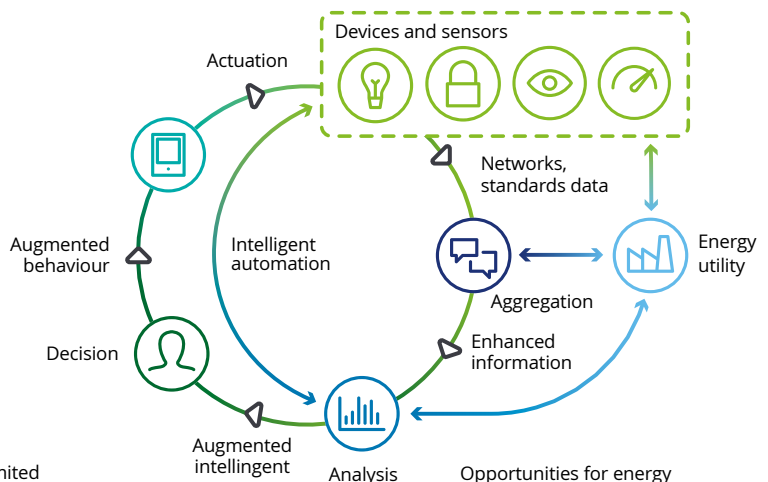 Devices and sensors
Actuation
Networks,
standards data
Augmented
behaviour
Intelligent
automation
Energy
utility
Aggregation
Decision
Enhanced
information
Augmented
intellingent
Analysis
Opportunities for energy